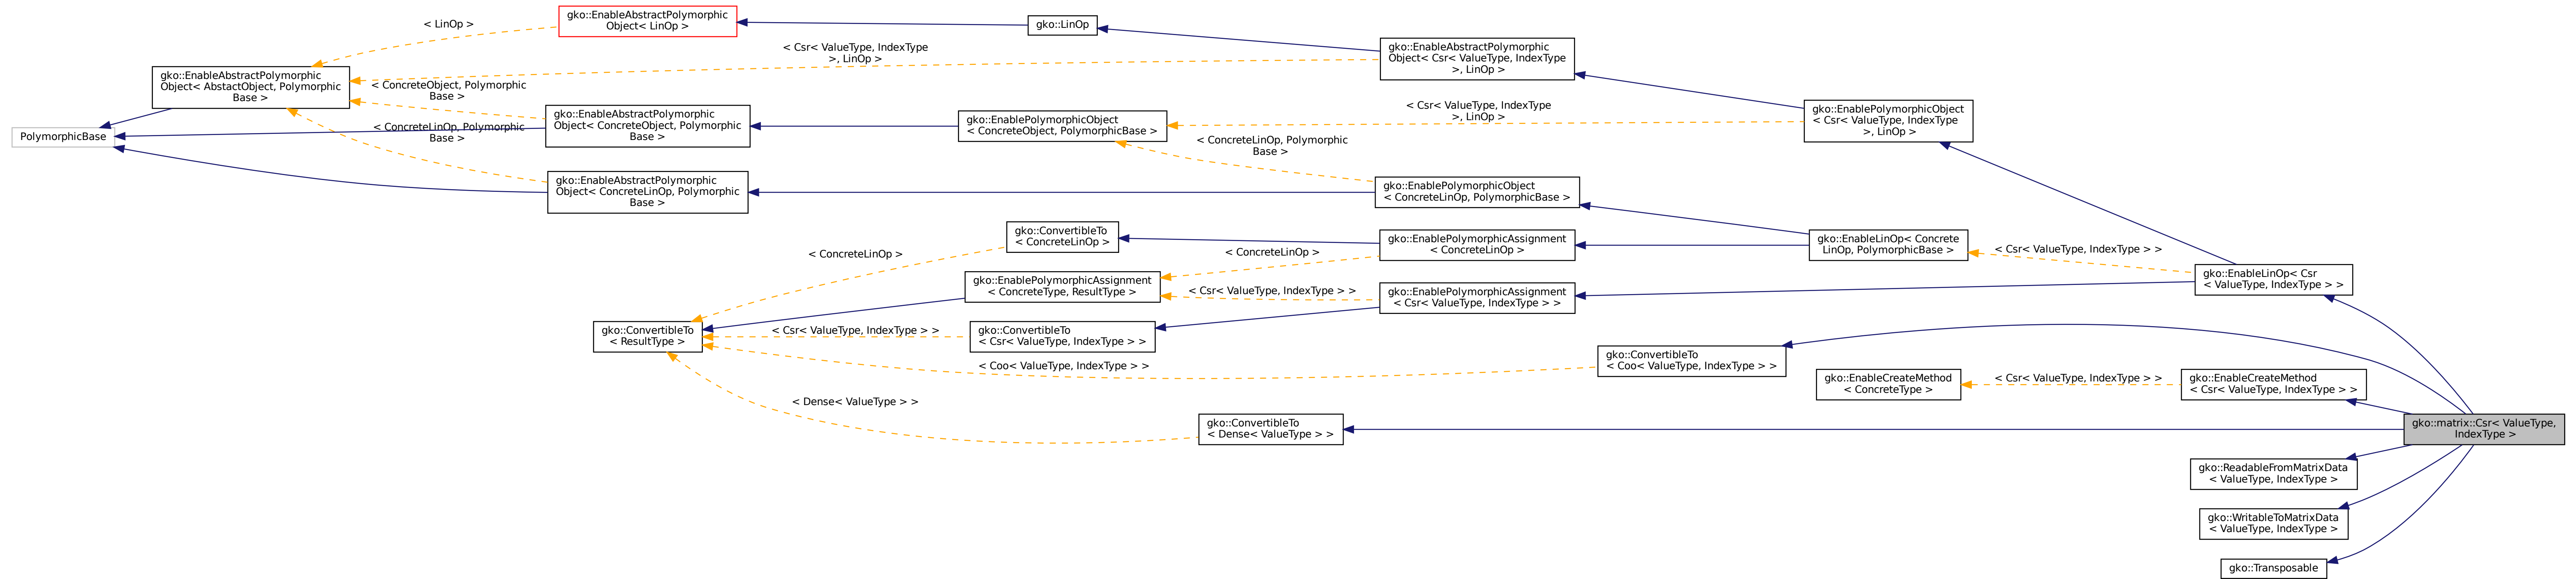 gko::EnableAbstractPolymorphic
Object< LinOp >
< LinOp >
gko::LinOp
< Csr< ValueType, IndexType
>, LinOp >
gko::EnableAbstractPolymorphic
Object< Csr< ValueType, IndexType
>, LinOp >
gko::EnableAbstractPolymorphic
Object< AbstactObject, Polymorphic
Base >
< ConcreteObject, Polymorphic
Base >
gko::EnableAbstractPolymorphic
Object< ConcreteObject, Polymorphic
Base >
gko::EnablePolymorphicObject
< ConcreteObject, PolymorphicBase >
< Csr< ValueType, IndexType
>, LinOp >
gko::EnablePolymorphicObject
< Csr< ValueType, IndexType
>, LinOp >
PolymorphicBase
< ConcreteLinOp, Polymorphic
Base >
< ConcreteLinOp, Polymorphic
Base >
gko::EnableAbstractPolymorphic
Object< ConcreteLinOp, Polymorphic
Base >
gko::EnablePolymorphicObject
< ConcreteLinOp, PolymorphicBase >
gko::ConvertibleTo
< ConcreteLinOp >
gko::EnablePolymorphicAssignment
< ConcreteLinOp >
gko::EnableLinOp< Concrete
LinOp, PolymorphicBase >
< Csr< ValueType, IndexType > >
< ConcreteLinOp >
< ConcreteLinOp >
gko::EnableLinOp< Csr
< ValueType, IndexType > >
gko::EnablePolymorphicAssignment
< ConcreteType, ResultType >
< Csr< ValueType, IndexType > >
gko::EnablePolymorphicAssignment
< Csr< ValueType, IndexType > >
gko::ConvertibleTo
< ResultType >
< Csr< ValueType, IndexType > >
gko::ConvertibleTo
< Csr< ValueType, IndexType > >
< Coo< ValueType, IndexType > >
gko::ConvertibleTo
< Coo< ValueType, IndexType > >
gko::EnableCreateMethod
< ConcreteType >
< Csr< ValueType, IndexType > >
gko::EnableCreateMethod
< Csr< ValueType, IndexType > >
< Dense< ValueType > >
gko::ConvertibleTo
< Dense< ValueType > >
gko::matrix::Csr< ValueType,
IndexType >
gko::ReadableFromMatrixData
< ValueType, IndexType >
gko::WritableToMatrixData
< ValueType, IndexType >
gko::Transposable